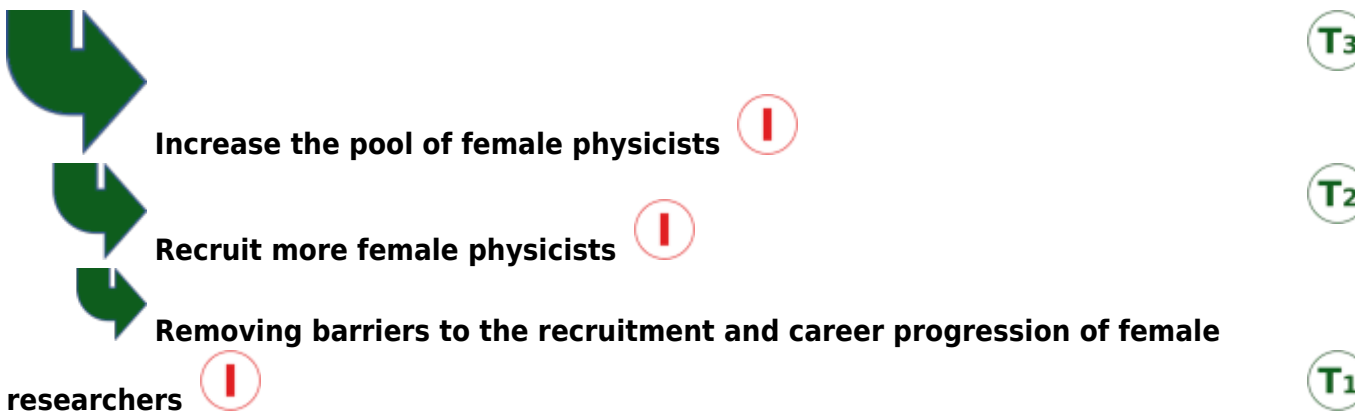 T3
Increase the pool of female physicists I
T2
Recruit more female physicists I
Removing barriers to the recruitment and career progression of female
researchers I T1